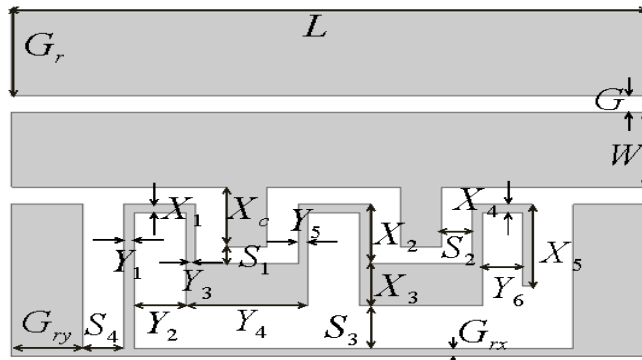 L
G_r
G
W
X_1
X_c
X_4
Y_5
S_1
X_2
S_2
X_5
Y_1
Y_3
X_3
Y_6
G_ry
S_4
Y_2
Y_4
S_3
G_rx